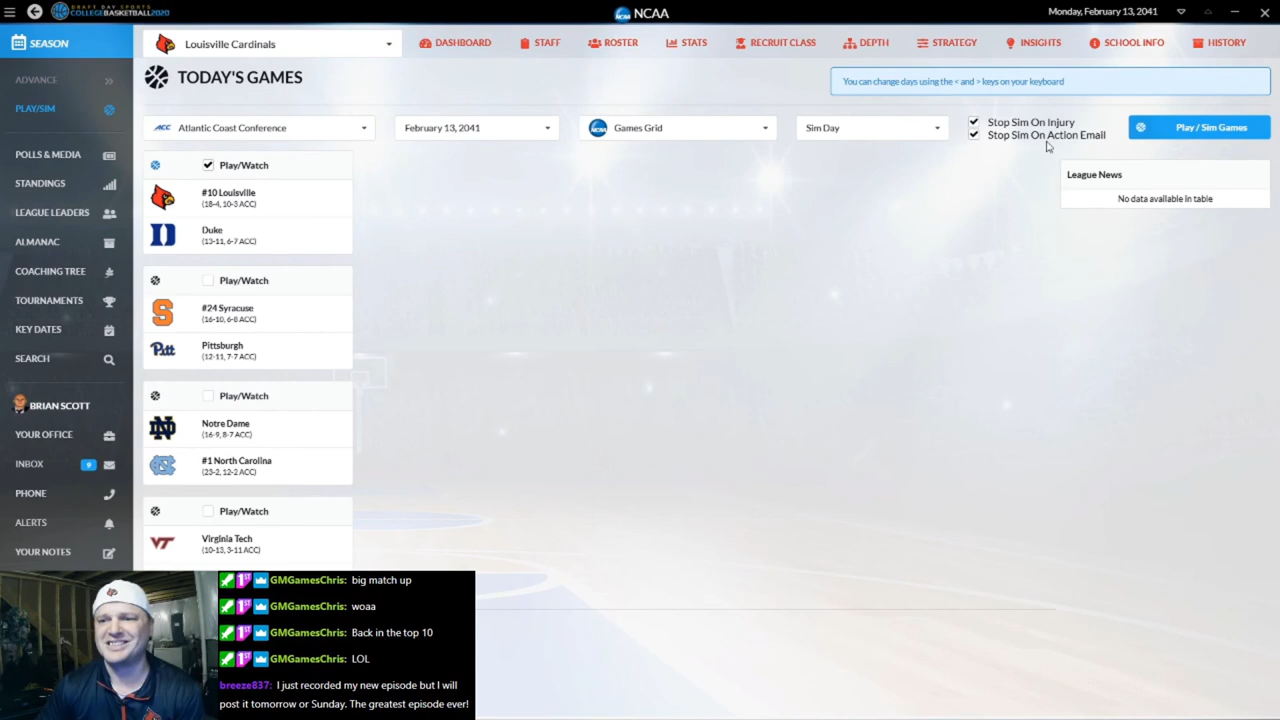 DRAFT DAY SPORTS
COLLEGE BASKETBALL 2020
NCAA
Monday, February 13, 2041
SEASON
Louisville Cardinals
DASHBOARD
STAFF
ROSTER
STATS
RECRUIT CLASS
DEPTH
STRATEGY
INSIGHTS
SCHOOL INFO
HISTORY
ADVANCE
TODAY'S GAMES
You can change days using the < and > keys on your keyboard
PLAY/SIM
ACC Atlantic Coast Conference
February 13, 2041
Games Grid
Sim Day
Stop Sim On Injury
Stop Sim On Action Email
Play / Sim Games
POLLS & MEDIA
STANDINGS
LEAGUE LEADERS
ALMANAC
COACHING TREE
TOURNAMENTS
KEY DATES
SEARCH
BRIAN SCOTT
YOUR OFFICE
INBOX 9
PHONE
ALERTS
YOUR NOTES
Play/Watch
#10 Louisville
(18-4, 10-3 ACC)
Duke
(13-11, 6-7 ACC)
Play/Watch
#24 Syracuse
(16-10, 6-8 ACC)
Pitt
Pittsburgh
(12-11, 7-7 ACC)
Play/Watch
Notre Dame
(16-9, 8-7 ACC)
#1 North Carolina
(23-2, 12-2 ACC)
Play/Watch
Virginia Tech
(10-13, 3-11 ACC)
League News
No data available in table
GMGamesChris: big match up
GMGamesChris: woaa
GMGamesChris: Back in the top 10
GMGamesChris: LOL
breeze837: I just recorded my new episode but I will
post it tomorrow or Sunday. The greatest episode ever!